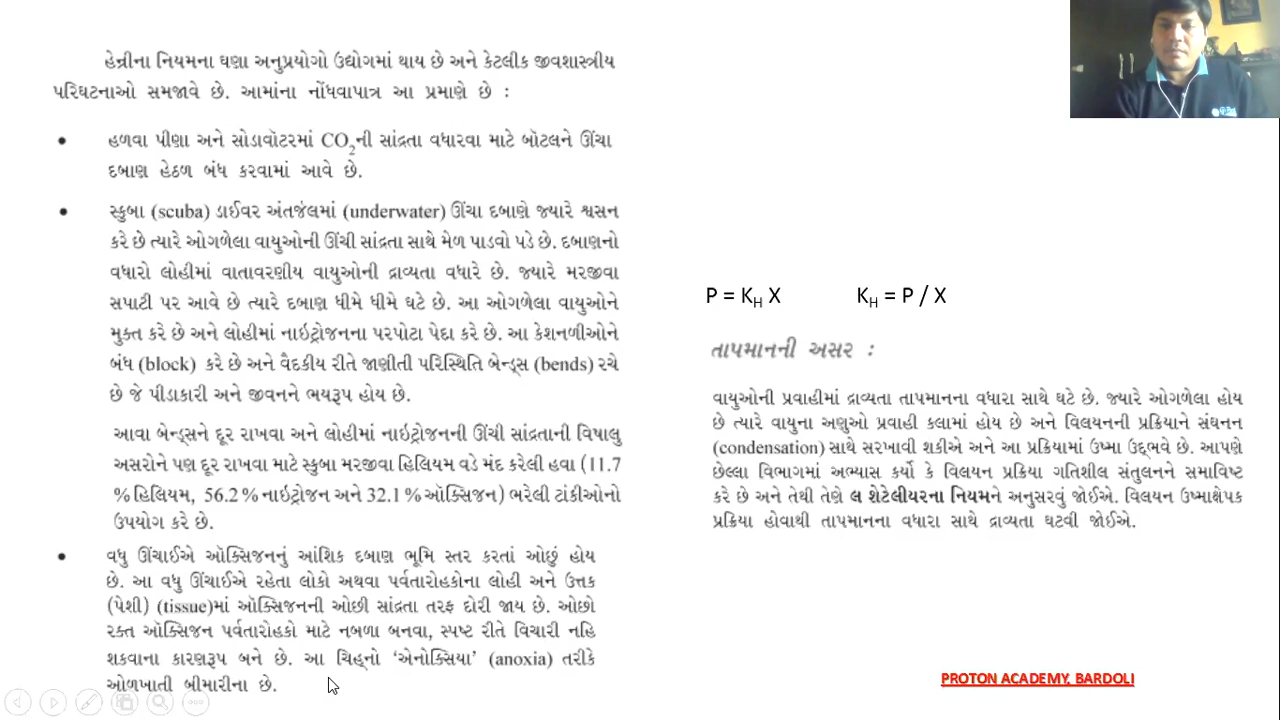 હેન્રીના નિયમના ઘણા અનુપ્રયોગો ઉદ્યોગમાં થાય છે અને કેટલીક જીવશાસ્ત્રીય
પરિઘટનાઓ સમજાવે છે. આમાંના નોંધવાપાત્ર આ પ્રમાણે છે :
• હળવા પીણા અને સોડાવૉટરમાં CO₂ની સાંદ્રતા વધારવા માટે બૉટલને ઊંચા
દબાણ હેઠળ બંધ કરવામાં આવે છે.
• સ્કુબા (scuba) ડાઈવર અંતર્જલમાં (underwater) ઊંચા દબાણે જ્યારે શ્વસન
કરે છે ત્યારે ઓગળેલા વાયુઓની ઊંચી સાંદ્રતા સાથે મેળ પાડવો પડે છે. દબાણનો
વધારો લોહીમાં વાતાવરણીય વાયુઓની દ્રાવ્યતા વધારે છે. જ્યારે મરજીવા
સપાટી પર આવે છે ત્યારે દબાણ ધીમે ધીમે ઘટે છે. આ ઓગળેલા વાયુઓને
મુક્ત કરે છે અને લોહીમાં નાઇટ્રોજનના પરપોટા પેદા કરે છે. આ કેશનળીઓને
બંધ (block) કરે છે અને વૈદકીય રીતે જાણીતી પરિસ્થિતિ બેન્ડ્સ (bends) રચે
છે જે પીડાકારી અને જીવનને ભયરૂપ હોય છે.
આવા બેન્ડ્સને દૂર રાખવા અને લોહીમાં નાઇટ્રોજનની ઊંચી સાંદ્રતાની વિષાલુ
અસરોને પણ દૂર રાખવા માટે સ્કુબા મરજીવા હિલિયમ વડે મંદ કરેલી હવા (11.7
% હિલિયમ, 56.2 % નાઇટ્રોજન અને 32.1 % ઑક્સિજન) ભરેલી ટાંકીઓનો
ઉપયોગ કરે છે.
• વધુ ઊંચાઈએ ઑક્સિજનનું આંશિક દબાણ ભૂમિ સ્તર કરતાં ઓછું હોય
છે. આ વધુ ઊંચાઈએ રહેતા લોકો અથવા પર્વતારોહકોના લોહી અને ઉત્તક
(પેશી) (tissue)માં ઑક્સિજનની ઓછી સાંદ્રતા તરફ દોરી જાય છે. ઓછો
રક્ત ઑક્સિજન પર્વતારોહકો માટે નબળા બનવા, સ્પષ્ટ રીતે વિચારી નહિ
શકવાના કારણરૂપ બને છે. આ ચિહ્નો ‘એનોક્સિયા’ (anoxia) તરીકે
ઓળખાતી બીમારીના છે.
P = K_H X K_H = P / X
તાપમાનની અસર :
વાયુઓની પ્રવાહીમાં દ્રાવ્યતા તાપમાનના વધારા સાથે ઘટે છે. જ્યારે ઓગળેલા હોય
છે ત્યારે વાયુના અણુઓ પ્રવાહી કલામાં હોય છે અને વિલયનની પ્રક્રિયાને સંઘનન
(condensation) સાથે સરખાવી શકીએ અને આ પ્રક્રિયામાં ઉષ્મા ઉદ્દભવે છે. આપણે
છેલ્લા વિભાગમાં અભ્યાસ કર્યો કે વિલયન પ્રક્રિયા ગતિશીલ સંતુલનને સમાવિષ્ટ
કરે છે અને તેથી તેણે લ શેટેલીયરના નિયમને અનુસરવું જોઈએ. વિલયન ઉષ્માક્ષેપક
પ્રક્રિયા હોવાથી તાપમાનના વધારા સાથે દ્રાવ્યતા ઘટવી જોઈએ.
PROTON ACADEMY, BARDOLI